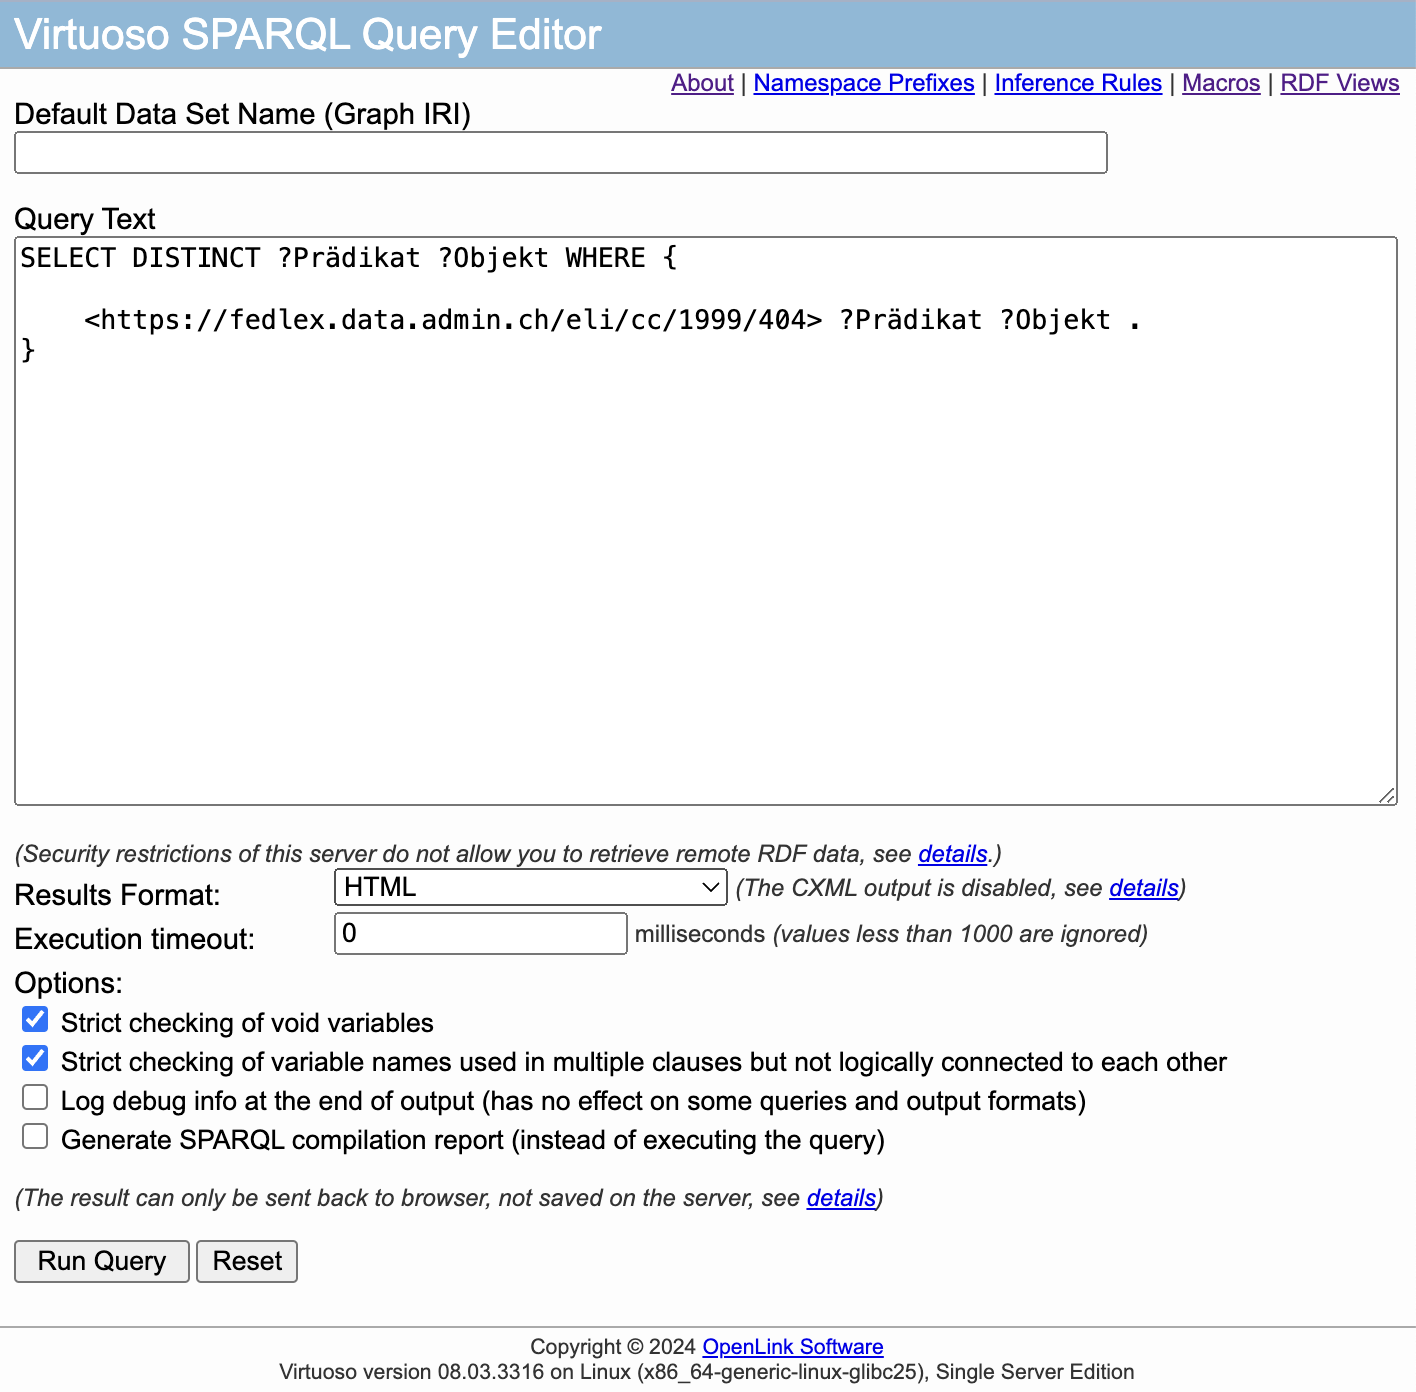 Virtuoso SPARQL Query Editor
About | Namespace Prefixes | Inference Rules | Macros | RDF Views
Default Data Set Name (Graph IRI)
Query Text
SELECT DISTINCT ?Prädikat ?Objekt WHERE {
<https://fedlex.data.admin.ch/eli/cc/1999/404> ?Prädikat ?Objekt .
}
(Security restrictions of this server do not allow you to retrieve remote RDF data, see details.)
Results Format: HTML (The CXML output is disabled, see details)
Execution timeout: 0 milliseconds (values less than 1000 are ignored)
Options:
Strict checking of void variables
Strict checking of variable names used in multiple clauses but not logically connected to each other
Log debug info at the end of output (has no effect on some queries and output formats)
Generate SPARQL compilation report (instead of executing the query)
(The result can only be sent back to browser, not saved on the server, see details)
Run Query Reset
Copyright © 2024 OpenLink Software
Virtuoso version 08.03.3316 on Linux (x86_64-generic-linux-glibc25), Single Server Edition